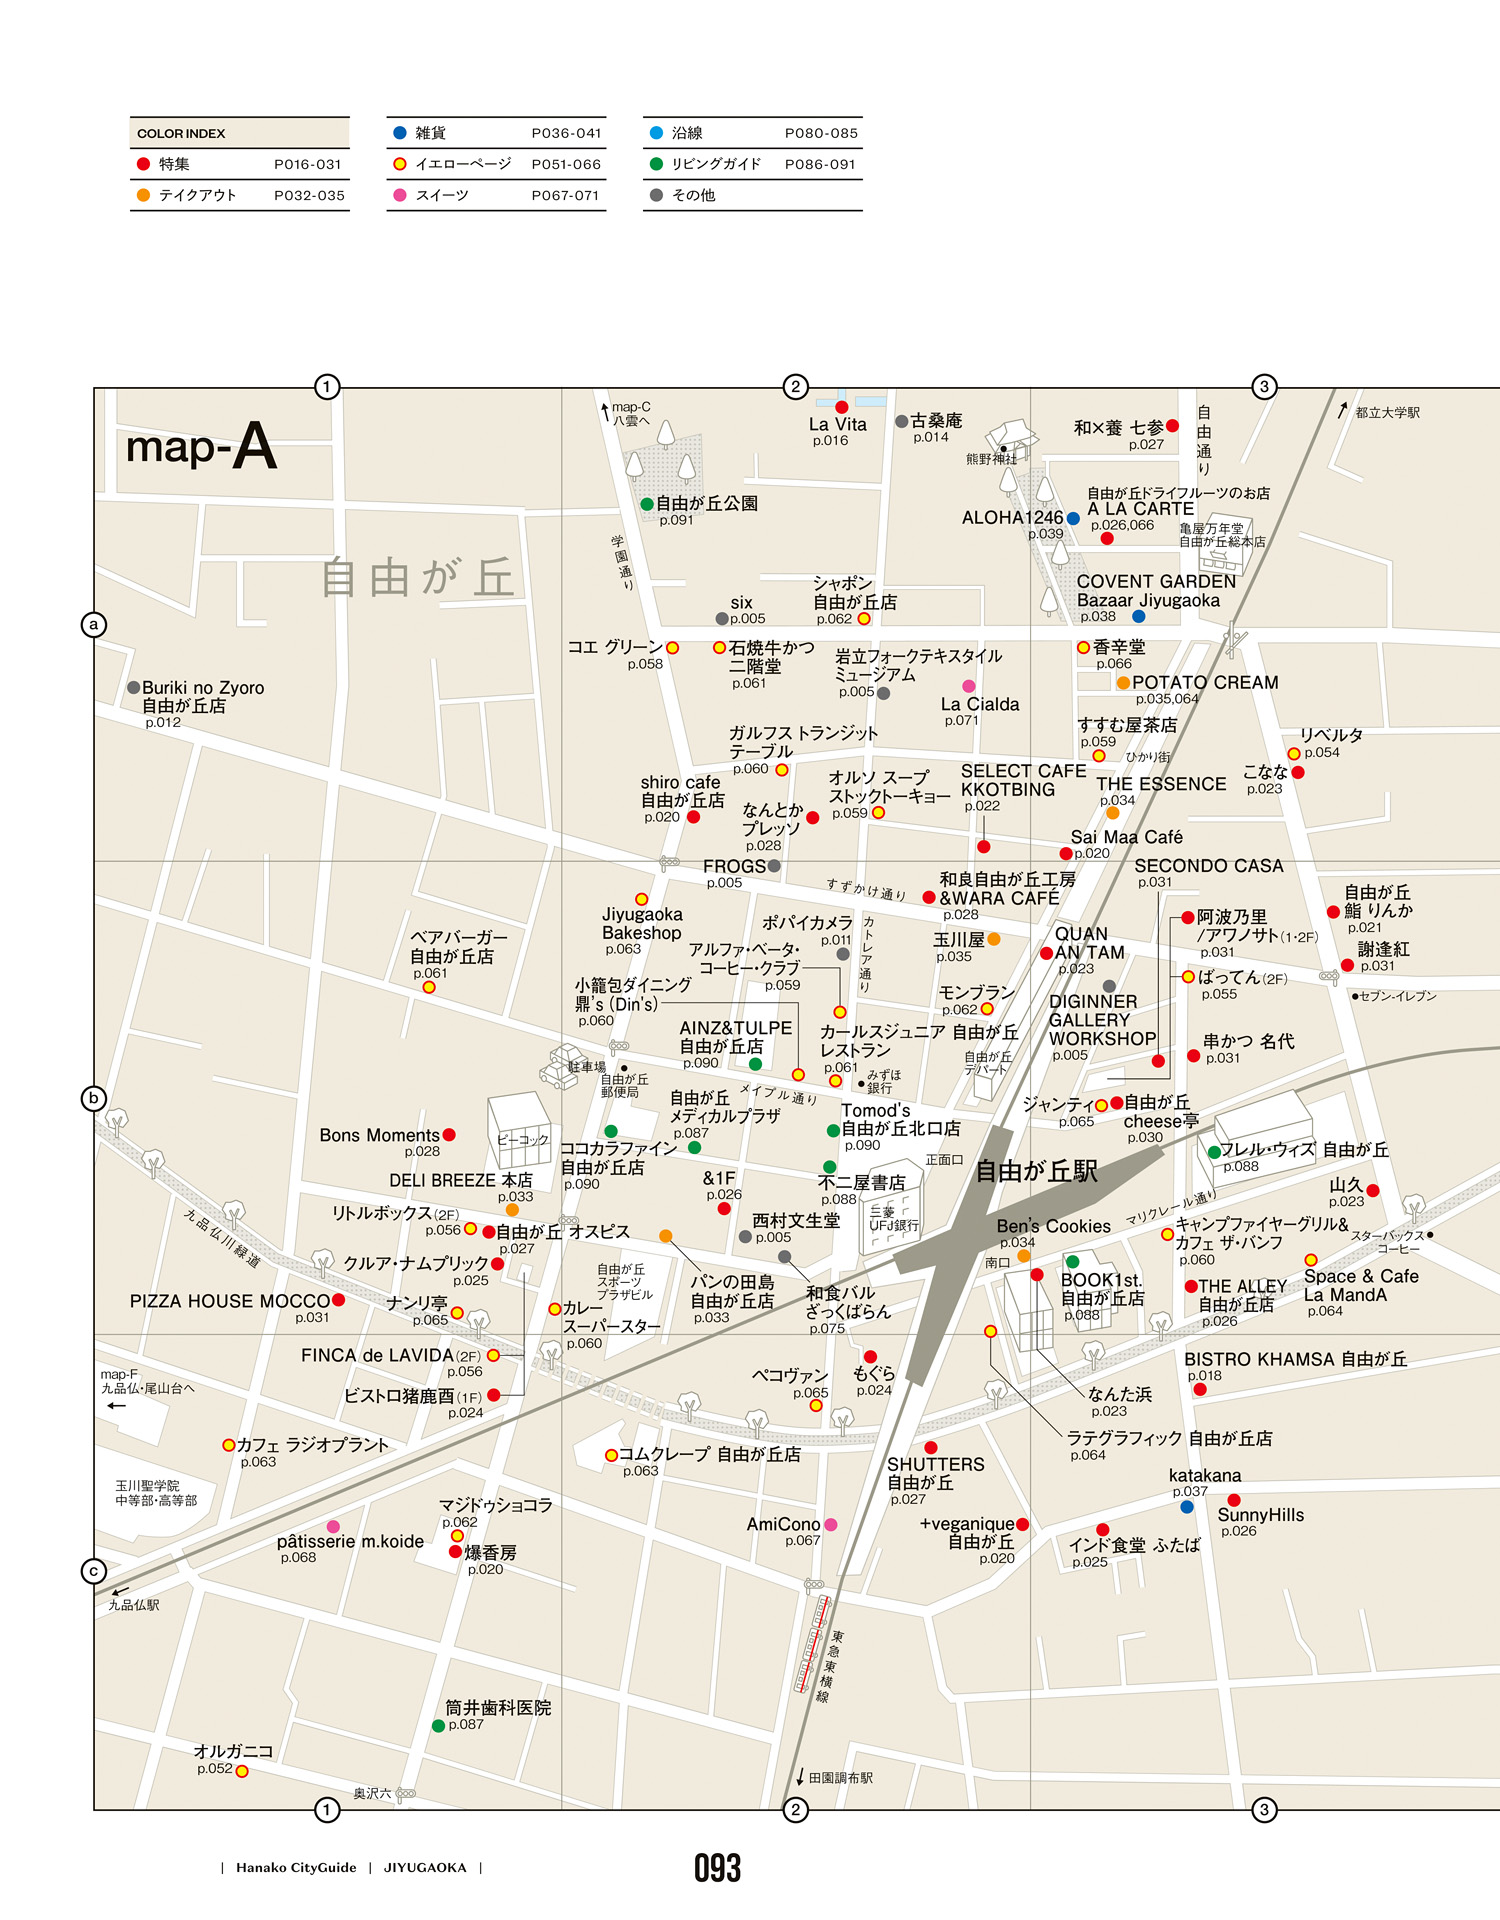 COLOR INDEX
特集 P016-031
テイクアウト P032-035
雑貨 P036-041
イエローページ P051-066
スイーツ P067-071
沿線 P080-085
リビングガイド P086-091
その他
1
2
3
map-A
map-C
八雲へ
La Vita
p.016
古桑庵
p.014
熊野神社
和×養 七参
p.027
自由通り
都立大学駅
自由が丘公園
p.091
学園通り
ALOHA1246
p.039
自由が丘ドライフルーツのお店
A LA CARTE
p.026,066
亀屋万年堂
自由が丘総本店
自由が丘
シャポン
自由が丘店
p.062
COVENT GARDEN
Bazaar Jiyugaoka
p.038
six
p.005
a
コエ グリーン
p.058
石焼牛かつ
二階堂
p.061
岩立フォークテキスタイル
ミュージアム
p.005
香辛堂
p.066
POTATO CREAM
p.035,064
Buriki no Zyoro
自由が丘店
p.012
La Cialda
p.071
すすむ屋茶店
p.059
ひかり街
リベルタ
p.054
こなな
p.023
ガルフス トランジット
テーブル
p.060
shiro cafe
自由が丘店
p.020
なんとか
プレッソ
p.028
オルソ スープ
ストックトーキョー
p.059
SELECT CAFE
KKOTBING
p.022
THE ESSENCE
p.034
Sai Maa Café
p.020
FROGS
p.005
すずかけ通り
和良自由が丘工房
&WARA CAFÉ
p.028
SECONDO CASA
p.031
自由が丘
鮨 りんか
p.021
Jiyugaoka
Bakeshop
p.063
ポパイカメラ
p.011
カトレア通り
玉川屋
p.035
QUAN
AN TAM
p.023
阿波乃里
/アワノサト(1・2F)
p.031
謝逢紅
p.031
ベアバーガー
自由が丘店
p.061
アルファ・ベータ・
コーヒー・クラブ
p.059
小籠包ダイニング
鼎's (Din's)
p.060
モンブラン
p.062
DIGINNER
GALLERY
WORKSHOP
p.005
ばってん(2F)
p.055
セブン-イレブン
AINZ&TULPE
自由が丘店
p.090
カールスジュニア 自由が丘
レストラン
p.061
串かつ 名代
p.031
駐車場
自由が丘
郵便局
メイプル通り
みずほ
銀行
自由が丘
デパート
b
自由が丘
メディカルプラザ
p.087
Tomod's
自由が丘北口店
p.090
ジャンティ
p.065
自由が丘
cheese亭
p.030
Bons Moments
p.028
ピーコック
ココカラファイン
自由が丘店
p.090
正面口
自由が丘駅
フレル・ウィズ 自由が丘
p.088
DELI BREEZE 本店
p.033
&1F
p.026
不二屋書店
p.088
山久
p.023
リトルボックス(2F)
p.056
自由が丘 オスピス
p.027
西村文生堂
p.005
三菱
UFJ銀行
Ben's Cookies
p.034
マリクレール通り
キャンプファイヤーグリル&
カフェ ザ・バンフ
p.060
スターバックス
コーヒー
九品仏川緑道
クルア・ナムプリック
p.025
自由が丘
スポーツ
プラザビル
パンの田島
自由が丘店
p.033
和食バル
ざっくばらん
p.075
南口
BOOK1st.
自由が丘店
p.088
THE ALLEY
自由が丘店
p.026
Space & Cafe
La MandA
p.064
PIZZA HOUSE MOCCO
p.031
ナンリ亭
p.065
カレー
スーパースター
p.060
FINCA de LAVIDA(2F)
p.056
ビストロ猪鹿酉(1F)
p.024
map-F
九品仏・尾山台へ
ペコヴァン
p.065
もぐら
p.024
BISTRO KHAMSA 自由が丘
p.018
なんた浜
p.023
カフェ ラジオプラント
p.063
コムクレープ 自由が丘店
p.063
ラテグラフィック 自由が丘店
p.064
玉川聖学院
中等部・高等部
SHUTTERS
自由が丘
p.027
katakana
p.037
マジドゥショコラ
p.062
SunnyHills
p.026
pâtisserie m.koide
p.068
爆香房
p.020
AmiCono
p.067
+veganique
自由が丘
p.020
インド食堂 ふたば
p.025
c
九品仏駅
東急東横線
筒井歯科医院
p.087
オルガニコ
p.052
奥沢六
田園調布駅
1
2
3
| Hanako CityGuide | JIYUGAOKA |
093